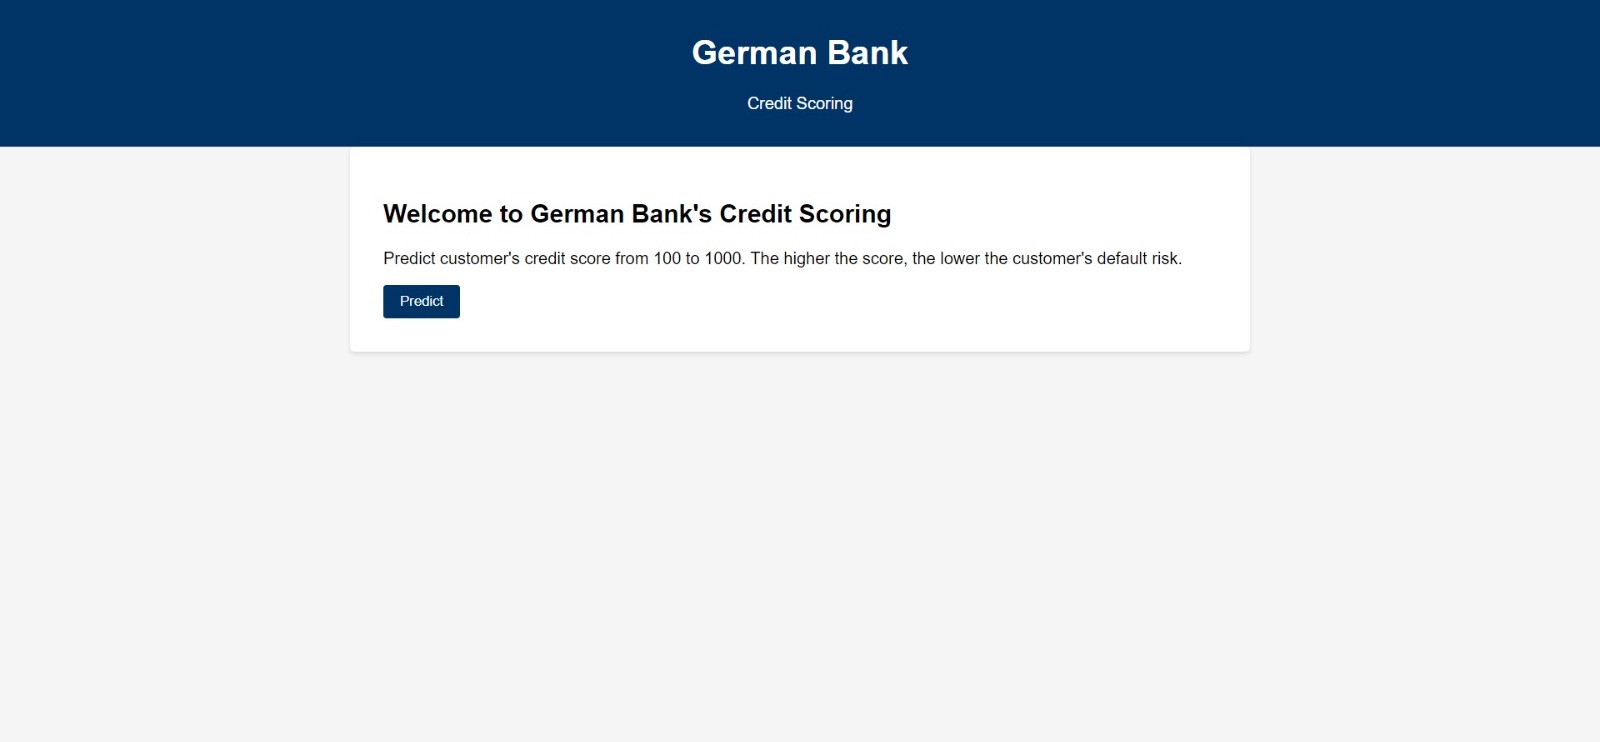 German Bank
Credit Scoring
Welcome to German Bank's Credit Scoring
Predict customer's credit score from 100 to 1000. The higher the score, the lower the customer's default risk.
Predict